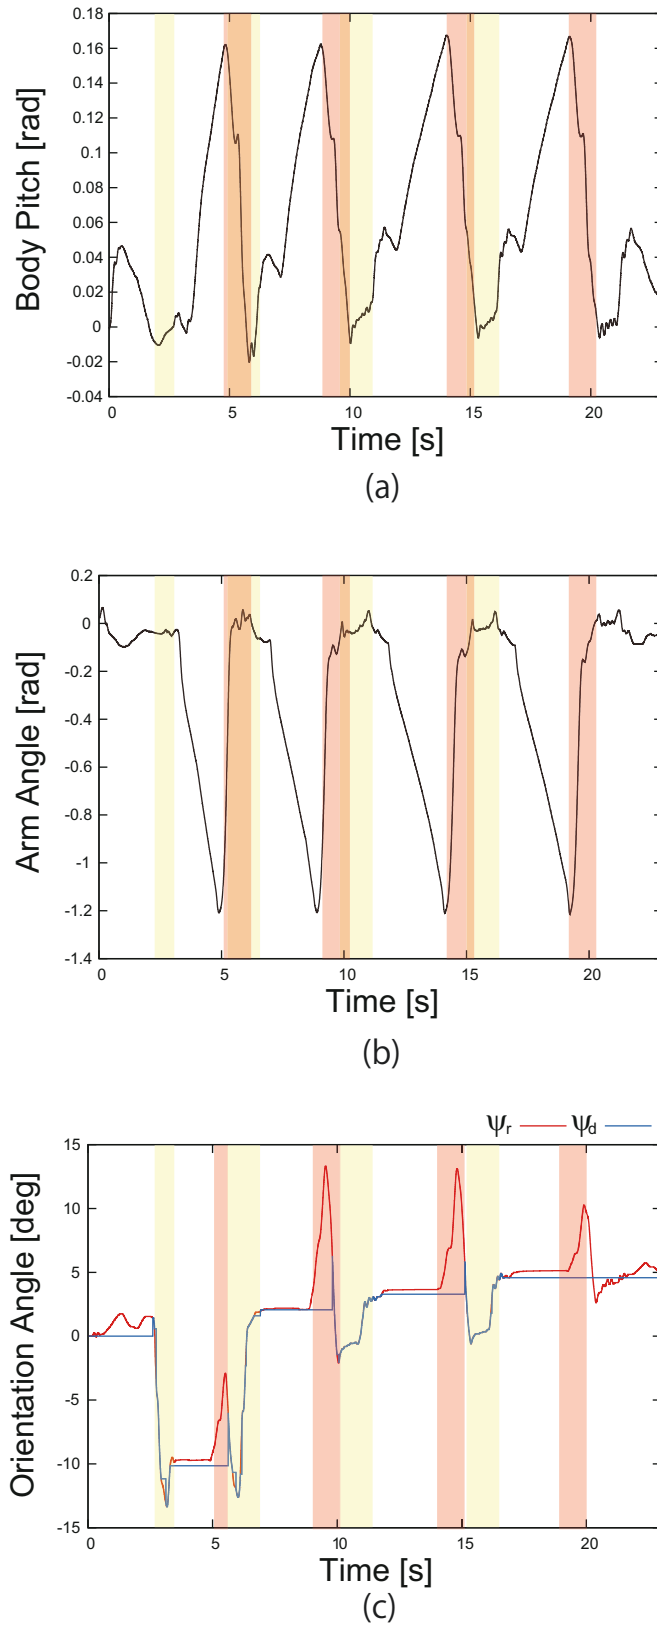 0.18
0.16
0.14
0.12
0.1
0.08
0.06
0.04
0.02
0
-0.02
-0.04
Body Pitch [rad]
0 5 10 15 20
Time [s]
(a)
0.2
0
-0.2
-0.4
-0.6
-0.8
-1
-1.2
-1.4
Arm Angle [rad]
0 5 10 15 20
Time [s]
(b)
Ψr Ψd
15
10
5
0
-5
-10
-15
Orientation Angle [deg]
0 5 10 15 20
Time [s]
(c)